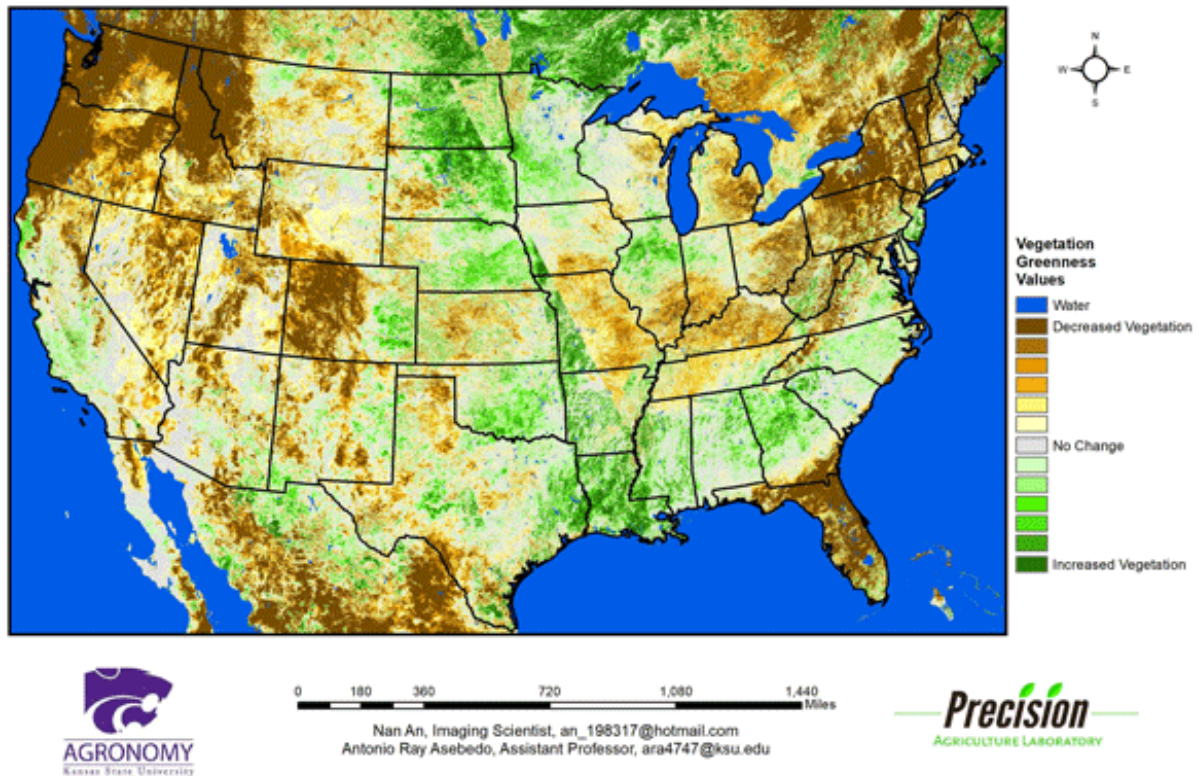 N
W E
S
Vegetation
Greenness
Values
Water
Decreased Vegetation
No Change
Increased Vegetation
0 180 360 720 1,080 1,440
Miles
Nan An, Imaging Scientist, an_198317@hotmail.com
Antonio Ray Asebedo, Assistant Professor, ara4747@ksu.edu
AGRONOMY
Kansas State University
Precision
AGRICULTURE LABORATORY